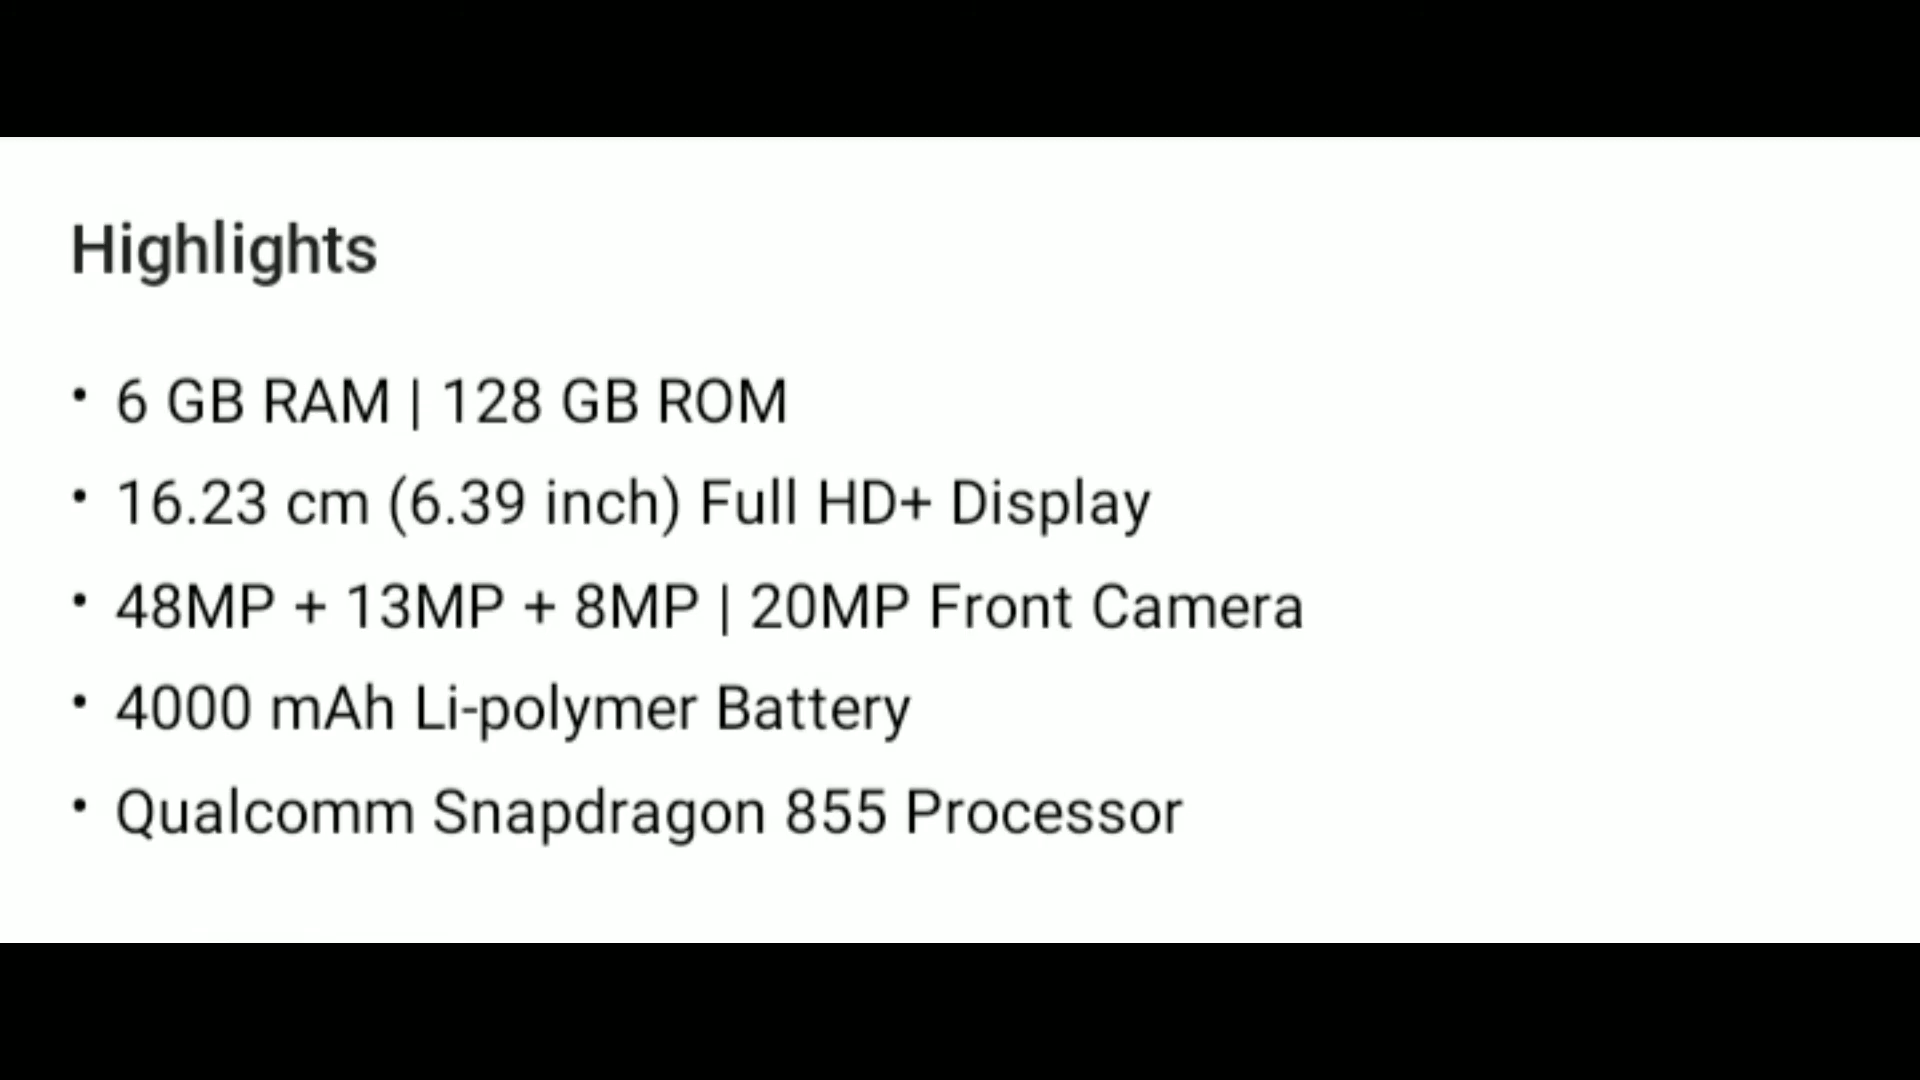 Highlights
• 6 GB RAM | 128 GB ROM
• 16.23 cm (6.39 inch) Full HD+ Display
• 48MP + 13MP + 8MP | 20MP Front Camera
• 4000 mAh Li-polymer Battery
• Qualcomm Snapdragon 855 Processor